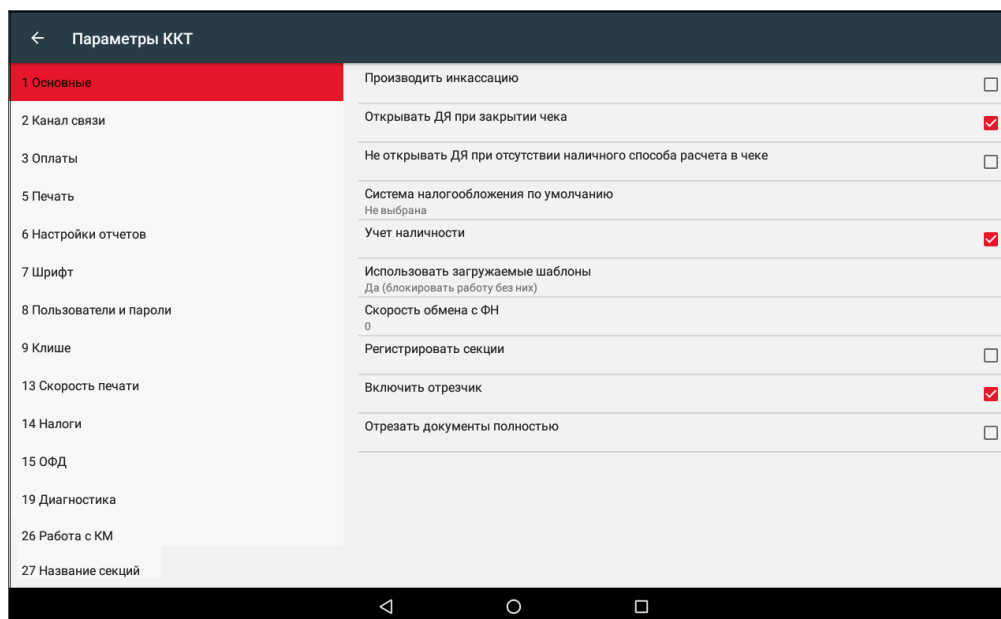 Параметры ККТ
1 Основные
2 Канал связи
3 Оплаты
5 Печать
6 Настройки отчетов
7 Шрифт
8 Пользователи и пароли
9 Клише
13 Скорость печати
14 Налоги
15 ОФД
19 Диагностика
26 Работа с КМ
27 Название секций
Производить инкассацию
Открывать ДЯ при закрытии чека
Не открывать ДЯ при отсутствии наличного способа расчета в чеке
Система налогообложения по умолчанию
Не выбрана
Учет наличности
Использовать загружаемые шаблоны
Да (блокировать работу без них)
Скорость обмена с ФН
0
Регистрировать секции
Включить отрезчик
Отрезать документы полностью